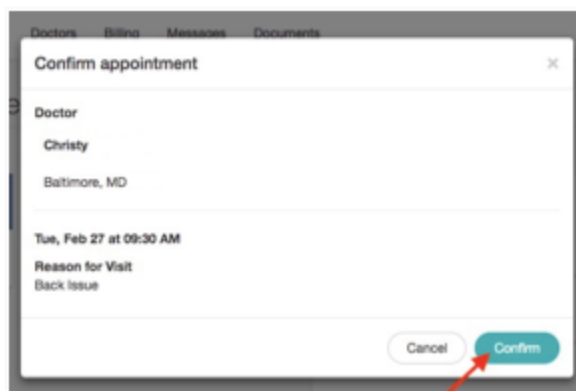 Doctors Billing Messages Documents
Confirm appointment ×
Doctor
Christy
Baltimore, MD
Tue, Feb 27 at 09:30 AM
Reason for Visit
Back Issue
Cancel Confirm